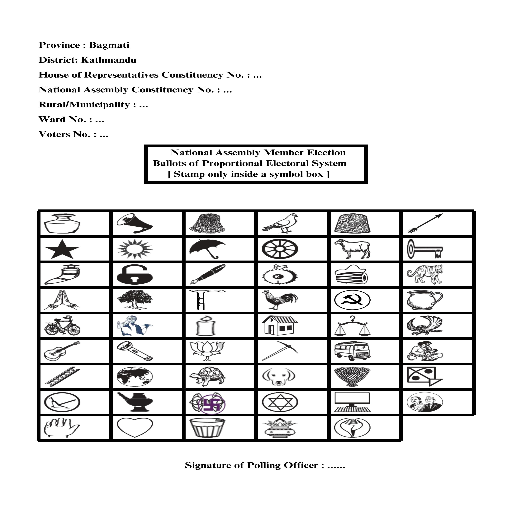 Province : Bagmati
District: Kathmandu
House of Representatives Constituency No. : ...
National Assembly Constituency No. : ...
Rural/Municipality : ...
Ward No. : ...
Voters No. : ...
National Assembly Member Election
Ballots of Proportional Electoral System
[ Stamp only inside a symbol box ]
Signature of Polling Officer : ......